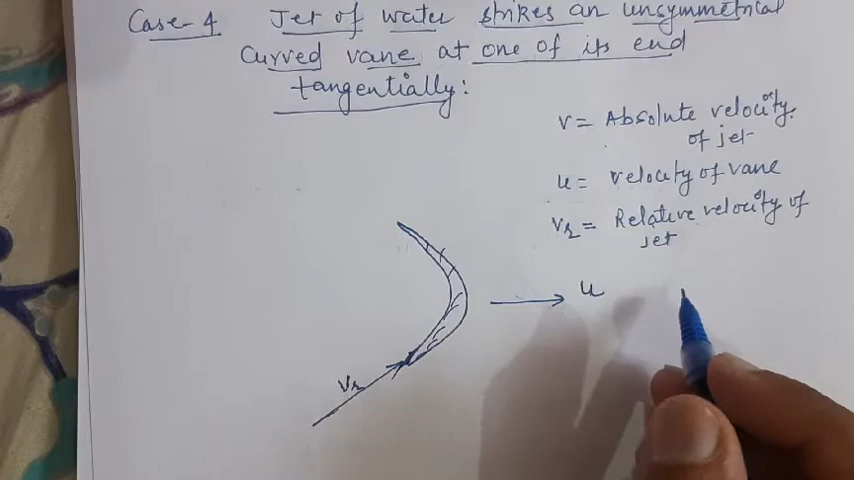 Case-4 Jet of water strikes an unsymmetrical
curved vane at one of its end
tangentially:
V = Absolute velocity
of jet
u = velocity of vane
Vr = Relative velocity of
jet
u
Vr